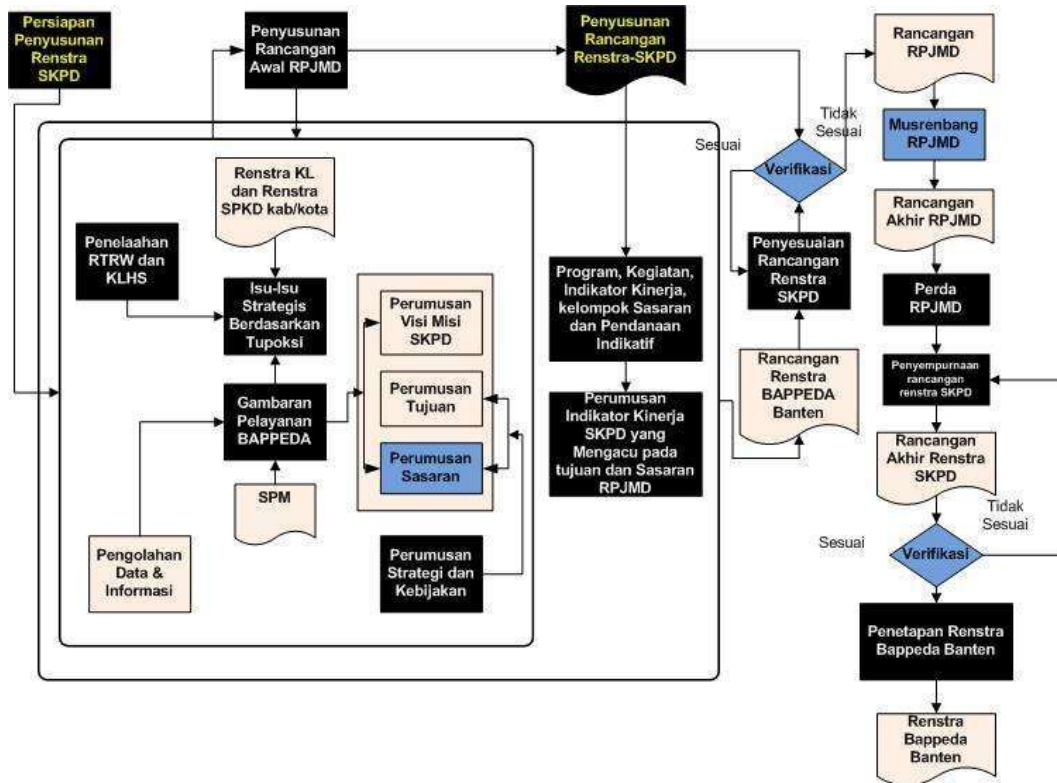 Persiapan
Penyusunan
Renstra
SKPD
Penyusunan
Rancangan
Awal RPJMD
Penyusunan
Rancangan
Renstra-SKPD
Rancangan
RPJMD
Tidak
Sesuai
Sesuai
Verifikasi
Musrenbang
RPJMD
Rancangan
Akhir RPJMD
Renstra KL
dan Renstra
SPKD kab/kota
Penelaahan
RTRW dan
KLHS
Isu-Isu
Strategis
Berdasarkan
Tupoksi
Perumusan
Visi Misi
SKPD
Perumusan
Tujuan
Perumusan
Sasaran
Gambaran
Pelayanan
BAPPEDA
SPM
Pengolahan
Data &
Informasi
Perumusan
Strategi dan
Kebijakan
Program, Kegiatan,
Indikator Kinerja,
kelompok Sasaran
dan Pendanaan
Indikatif
Perumusan
Indikator Kinerja
SKPD yang
Mengacu pada
tujuan dan Sasaran
RPJMD
Penyesuaian
Rancangan
Renstra
SKPD
Rancangan
Renstra
BAPPEDA
Banten
Perda
RPJMD
Penyempurnaan
rancangan
renstra SKPD
Rancangan
Akhir Renstra
SKPD
Tidak
Sesuai
Sesuai
Verifikasi
Penetapan Renstra
Bappeda Banten
Renstra
Bappeda
Banten